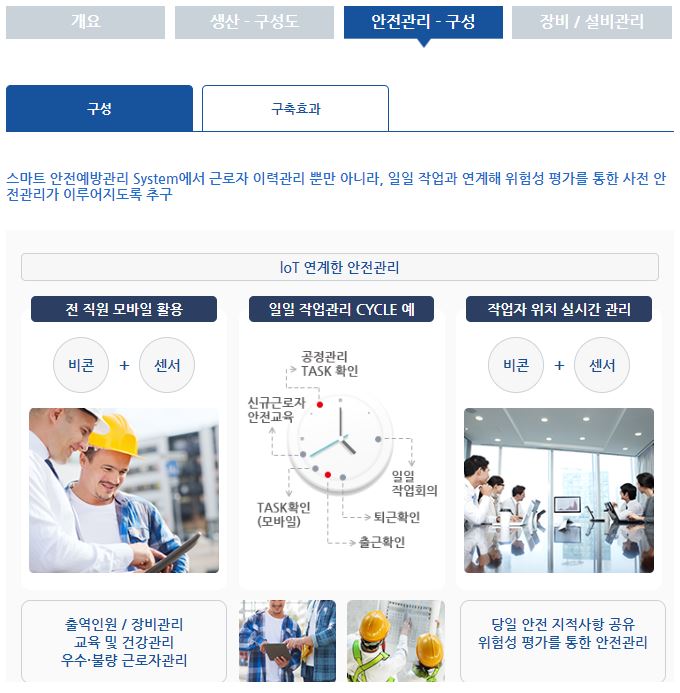 개요
생산 - 구성도
안전관리 - 구성
장비 / 설비관리
구성
구축효과
스마트 안전예방관리 System에서 근로자 이력관리 뿐만 아니라, 일일 작업과 연계해 위험성 평가를 통한 사전 안
전관리가 이루어지도록 추구
IoT 연계한 안전관리
전 직원 모바일 활용
비콘 + 센서
일일 작업관리 CYCLE 예
공정관리
TASK 확인
신규근로자
안전교육
일일
작업회의
TASK확인
(모바일)
퇴근확인
출근확인
작업자 위치 실시간 관리
비콘 + 센서
출역인원 / 장비관리
교육 및 건강관리
우수·불량 근로자관리
당일 안전 지적사항 공유
위험성 평가를 통한 안전관리